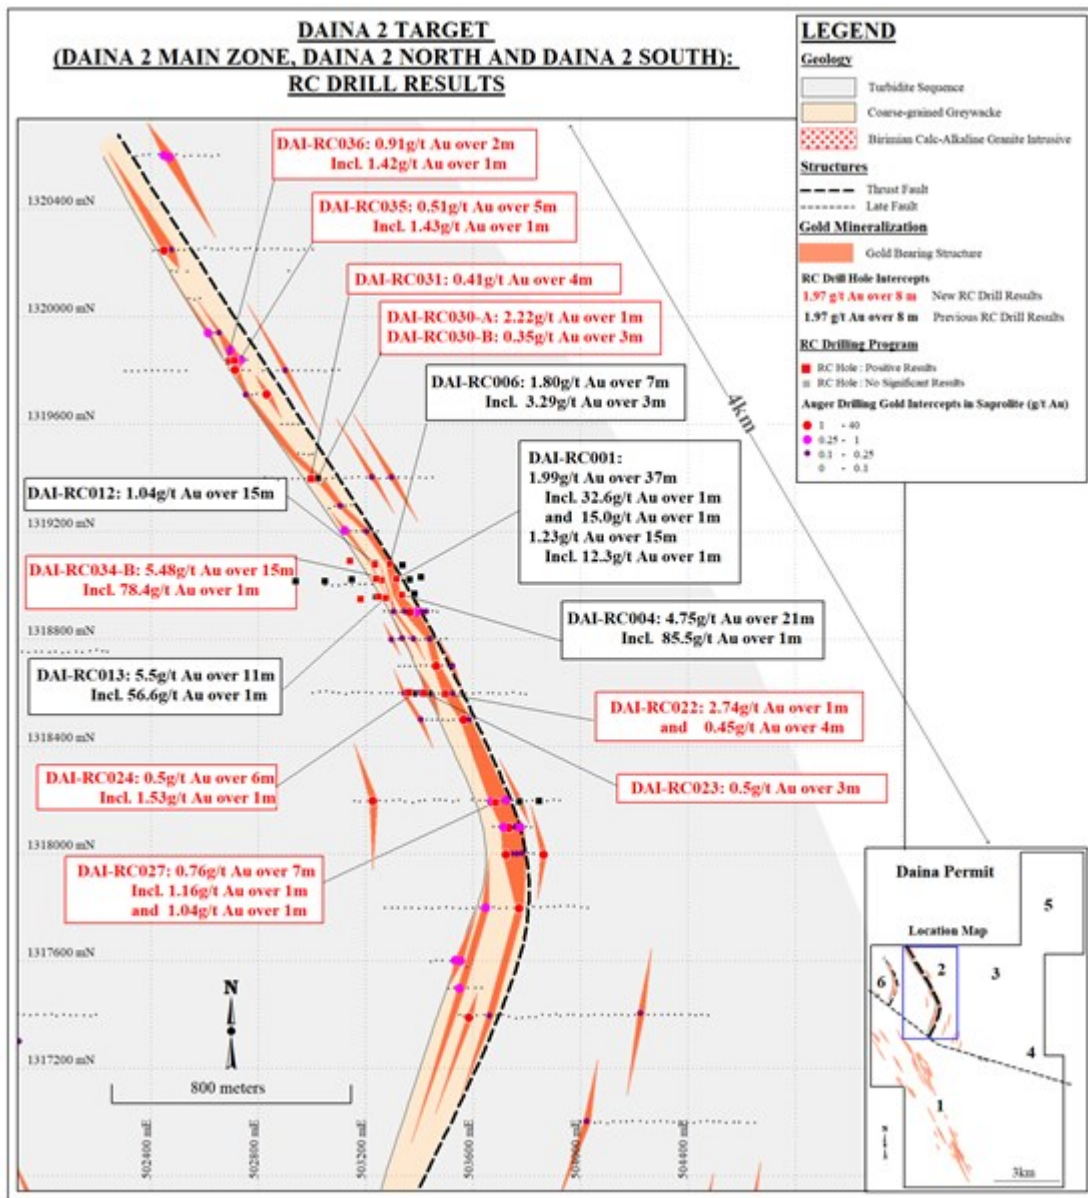 DAINA 2 TARGET
(DAINA 2 MAIN ZONE, DAINA 2 NORTH AND DAINA 2 SOUTH):
RC DRILL RESULTS
LEGEND
Geology
Turbidite Sequence
Coarse-grained Greywacke
Birimian Calc-Alkaline Granite Intrusive
Structures
Thrust Fault
Late Fault
Gold Mineralization
Gold Bearing Structure
RC Drill Hole Intercepts
1.97 g/t Au over 8 m New RC Drill Results
1.97 g/t Au over 8 m Previous RC Drill Results
RC Drilling Program
RC Hole : Positive Results
RC Hole : No Significant Results
Auger Drilling Gold Intercepts in Saprolite (g/t Au)
1 - 40
0.25 - 1
0.1 - 0.25
0 - 0.1
DAI-RC036: 0.91g/t Au over 2m
Incl. 1.42g/t Au over 1m
DAI-RC035: 0.51g/t Au over 5m
Incl. 1.43g/t Au over 1m
DAI-RC031: 0.41g/t Au over 4m
DAI-RC030-A: 2.22g/t Au over 1m
DAI-RC030-B: 0.35g/t Au over 3m
DAI-RC006: 1.80g/t Au over 7m
Incl. 3.29g/t Au over 3m
DAI-RC001:
1.99g/t Au over 37m
Incl 32.6g/t Au over 1m
and 15.0g/t Au over 1m
1.23g/t Au over 15m
Incl 12.3g/t Au over 1m
DAI-RC012: 1.04g/t Au over 15m
DAI-RC034-B: 5.48g/t Au over 15m
Incl. 78.4g/t Au over 1m
DAI-RC004: 4.75g/t Au over 21m
Incl. 85.5g/t Au over 1m
DAI-RC013: 5.5g/t Au over 11m
Incl. 56.6g/t Au over 1m
DAI-RC022: 2.74g/t Au over 1m
and 0.45g/t Au over 4m
DAI-RC024: 0.5g/t Au over 6m
Incl. 1.53g/t Au over 1m
DAI-RC023: 0.5g/t Au over 3m
DAI-RC027: 0.76g/t Au over 7m
Incl. 1.16g/t Au over 1m
and 1.04g/t Au over 1m
4km
1320400 mN
1320000 mN
1319600 mN
1319200 mN
1318800 mN
1318400 mN
1318000 mN
1317600 mN
1317200 mN
N
800 meters
502400 mE
502800 mE
503200 mE
503600 mE
504000 mE
504400 mE
Daina Permit
Location Map
5
2
3
6
4
1
N
3km